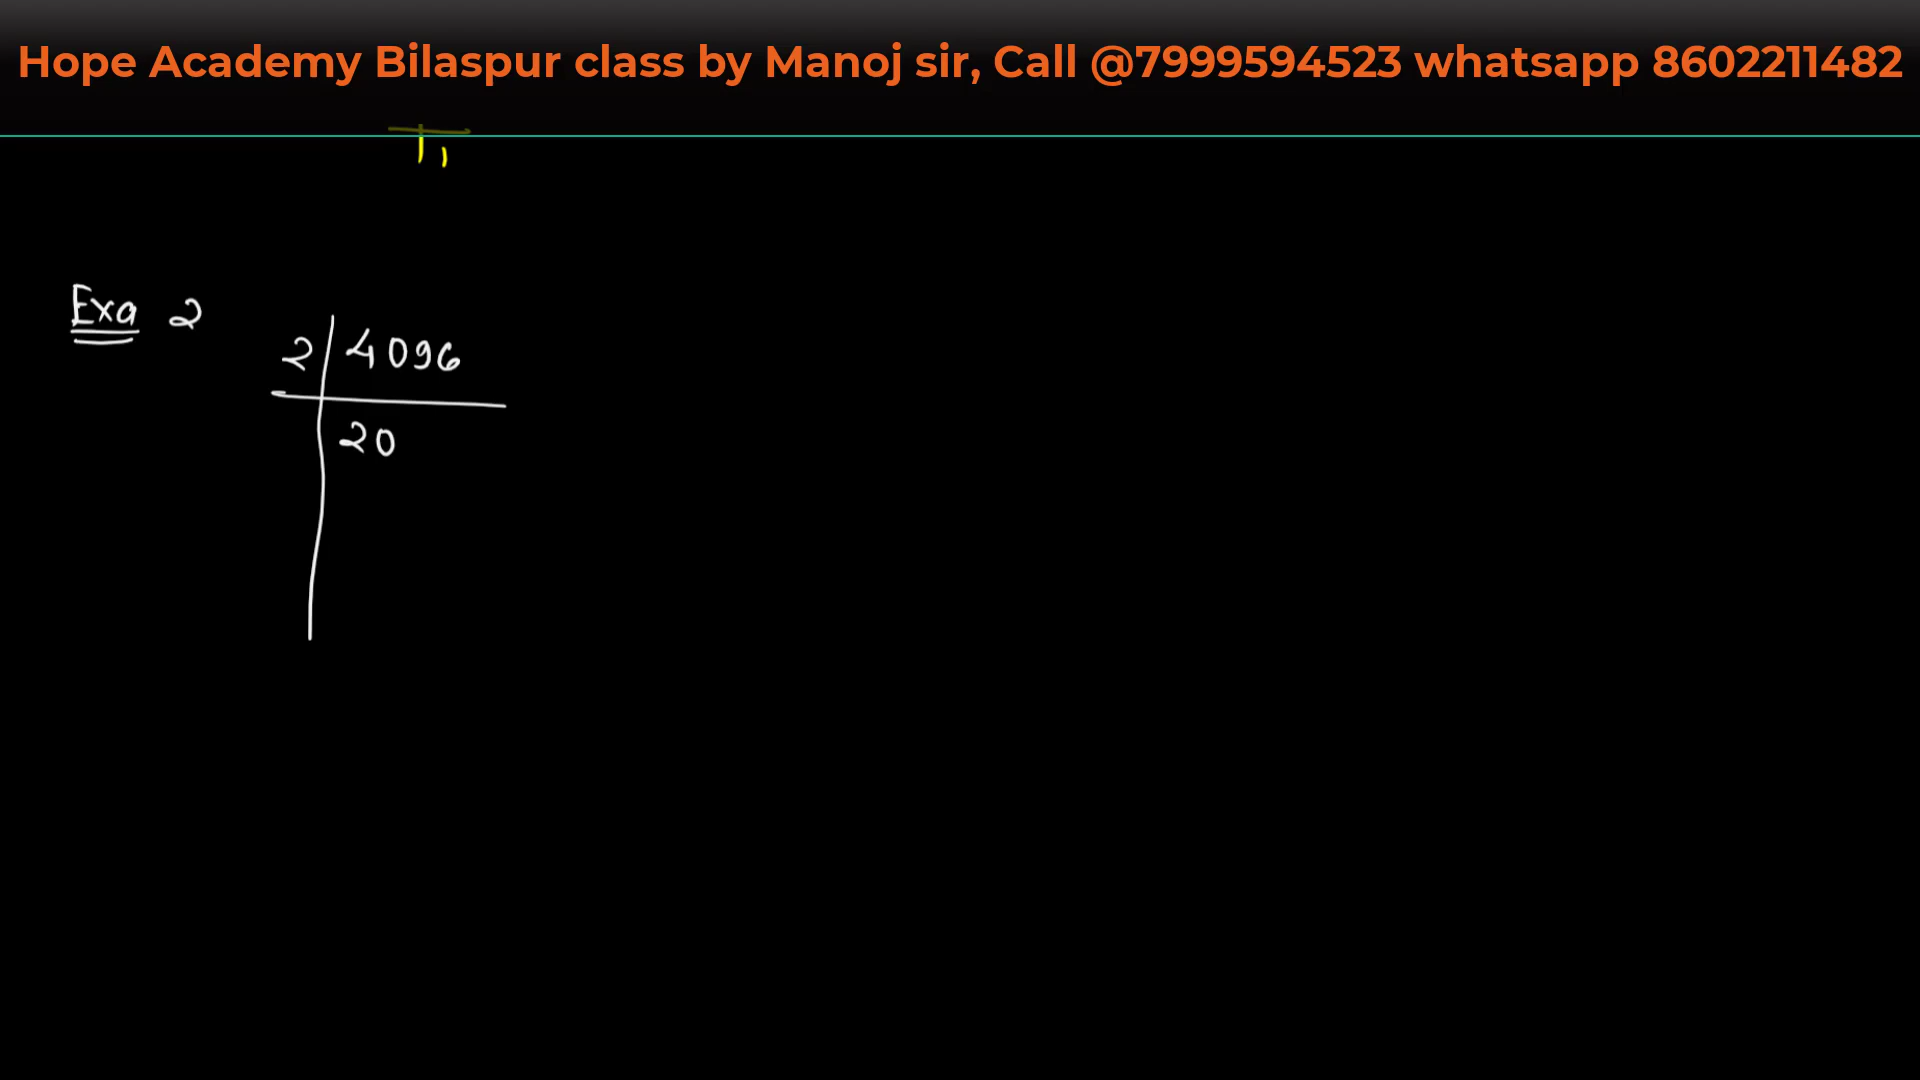 Hope Academy Bilaspur class by Manoj sir, Call @7999594523 whatsapp 8602211482
Exa 2
2 4096
20